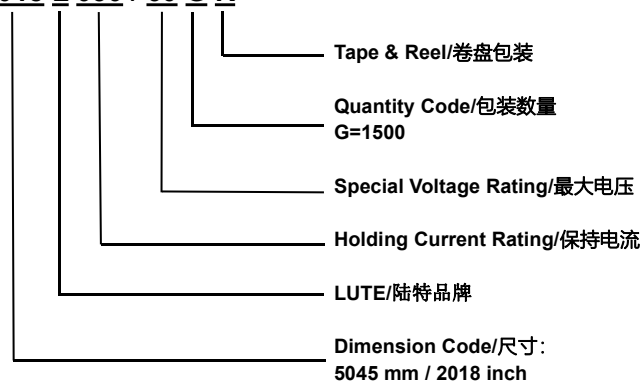 Tape & Reel/卷盘包装
Quantity Code/包装数量
G=1500
Special Voltage Rating/最大电压
Holding Current Rating/保持电流
LUTE/陆特品牌
Dimension Code/尺寸：
5045 mm / 2018 inch